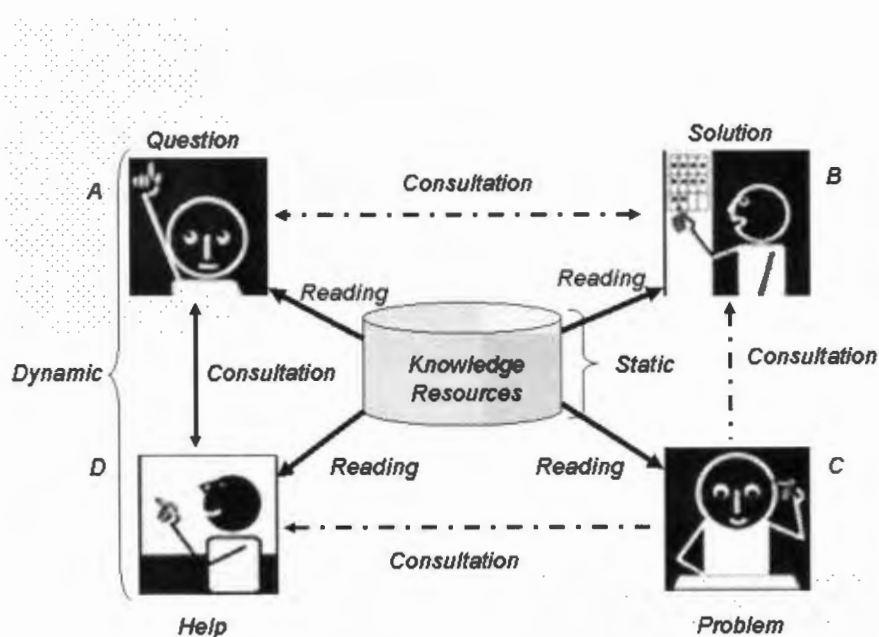 Question
Solution
A
Consultation
B
Reading
Reading
Dynamic
Consultation
Knowledge
Resources
Static
Consultation
D
Reading
Reading
C
Consultation
Help
Problem